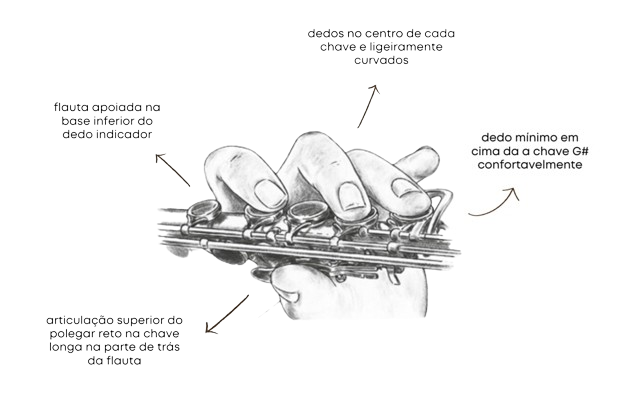 dedos no centro de cada
chave e ligeiramente
curvados
flauta apoiada na
base inferior do
dedo indicador
dedo mínimo em
cima da a chave G#
confortavelmente
articulação superior do
polegar reto na chave
longa na parte de trás
da flauta